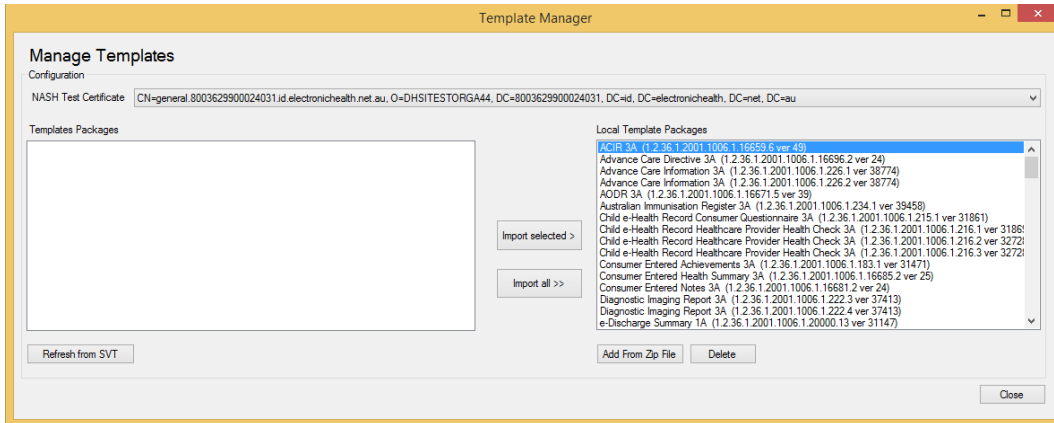 Template Manager
Manage Templates
Configuration
NASH Test Certificate CN=general.8003629900024031.id.electronichealth.net.au, O=DHSITESTORGA44, DC=8003629900024031, DC=id, DC=electronichealth, DC=net, DC=au
Templates Packages
Local Template Packages
ACIR 3A (1.2.36.1.2001.1006.1.16659.6 ver 49)
Advance Care Directive 3A (1.2.36.1.2001.1006.1.16696.2 ver 24)
Advance Care Information 3A (1.2.36.1.2001.1006.1.226.1 ver 38774)
Advance Care Information 3A (1.2.36.1.2001.1006.1.226.2 ver 38774)
AODR 3A (1.2.36.1.2001.1006.1.16671.5 ver 39)
Australian Immunisation Register 3A (1.2.36.1.2001.1006.1.234.1 ver 39458)
Child e-Health Record Consumer Questionnaire 3A (1.2.36.1.2001.1006.1.215.1 ver 31861)
Child e-Health Record Healthcare Provider Health Check 3A (1.2.36.1.2001.1006.1.216.1 ver 3186
Child e-Health Record Healthcare Provider Health Check 3A (1.2.36.1.2001.1006.1.216.2 ver 3272
Child e-Health Record Healthcare Provider Health Check 3A (1.2.36.1.2001.1006.1.216.3 ver 3272
Consumer Entered Achievements 3A (1.2.36.1.2001.1006.1.183.1 ver 31471)
Consumer Entered Health Summary 3A (1.2.36.1.2001.1006.1.16685.2 ver 25)
Consumer Entered Notes 3A (1.2.36.1.2001.1006.1.16681.2 ver 24)
Diagnostic Imaging Report 3A (1.2.36.1.2001.1006.1.222.3 ver 37413)
Diagnostic Imaging Report 3A (1.2.36.1.2001.1006.1.222.4 ver 37413)
e-Discharge Summary 1A (1.2.36.1.2001.1006.1.20000.13 ver 31147)
Import selected >
Import all >>
Refresh from SVT
Add From Zip File
Delete
Close